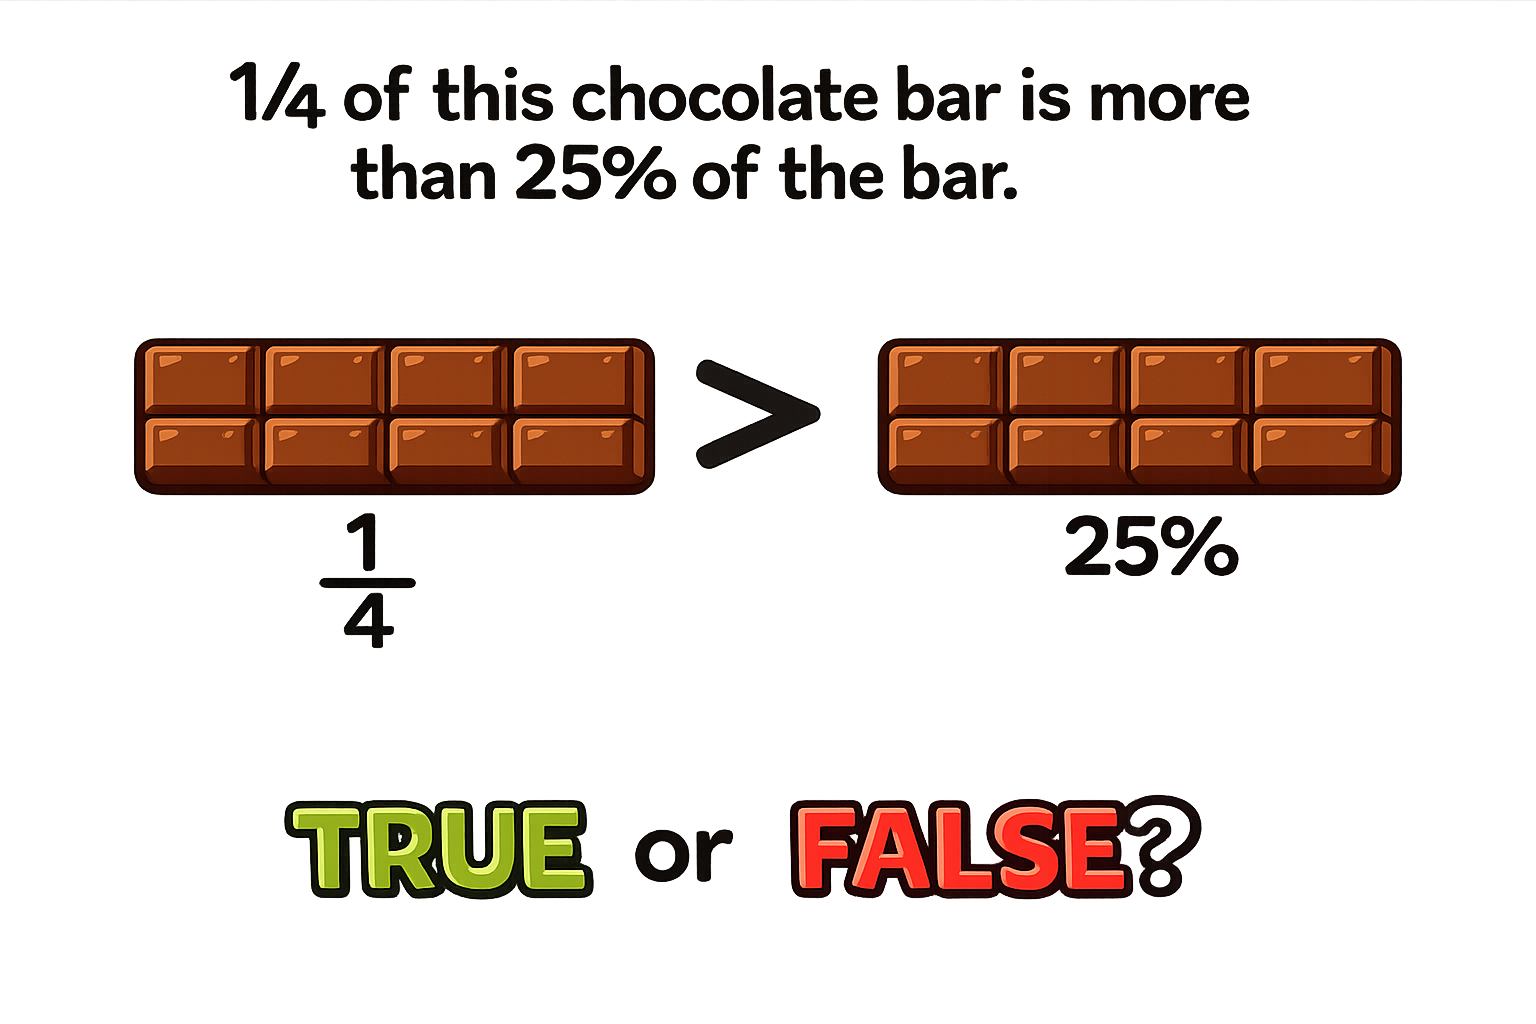 1/4 of this chocolate bar is more
than 25% of the bar.
>
1
4
25%
TRUE or FALSE?